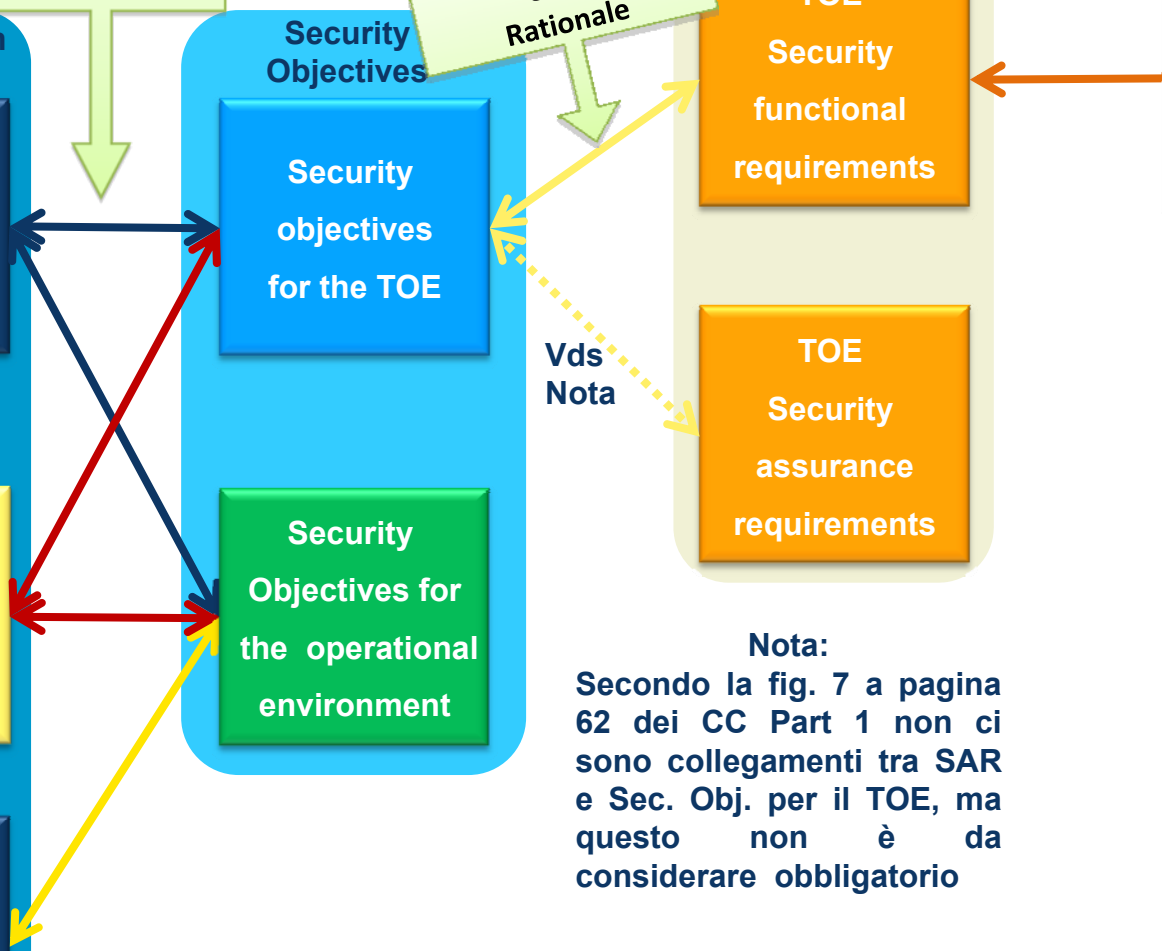 Security
Objectives
Rationale
TOE
Security
functional
requirements
Security
objectives
for the TOE
Vds
Nota
TOE
Security
assurance
requirements
Security
Objectives for
the operational
environment
Nota:
Secondo la fig. 7 a pagina
62 dei CC Part 1 non ci
sono collegamenti tra SAR
e Sec. Obj. per il TOE, ma
questo non è da
considerare obbligatorio